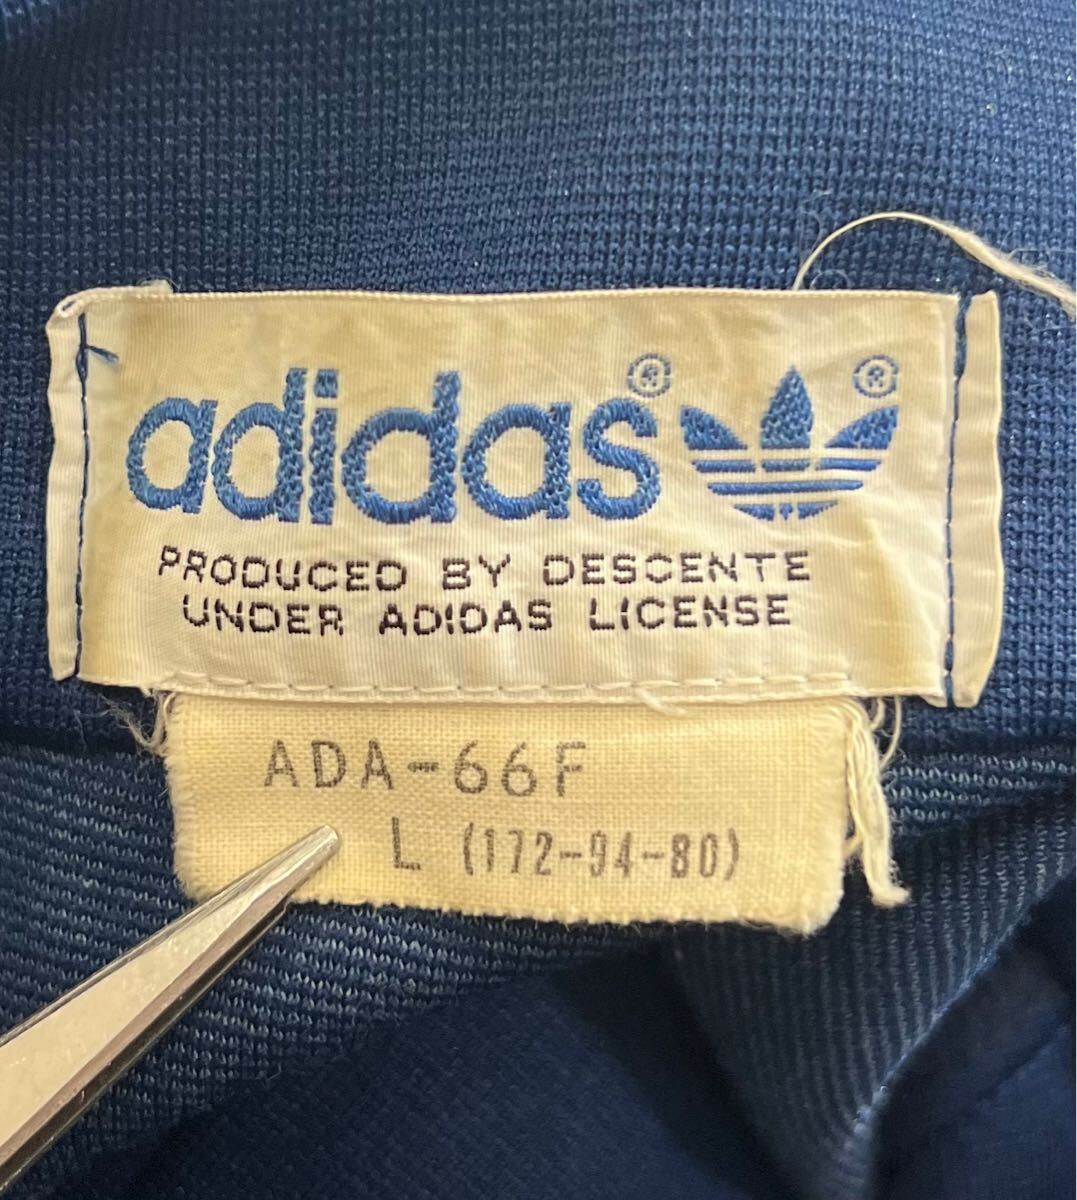 adidas® ®
PRODUCED BY DESCENTE
UNDER ADIDAS LICENSE
ADA-66F
L (172-94-80)